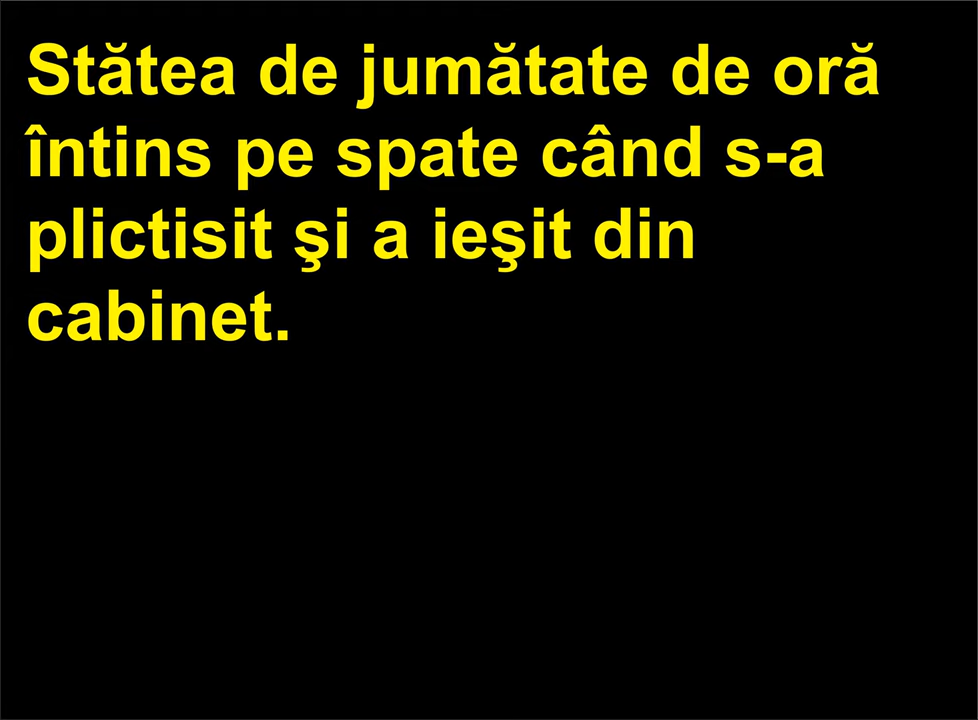 Stătea de jumătate de oră
întins pe spate când s-a
plictisit şi a ieşit din
cabinet.